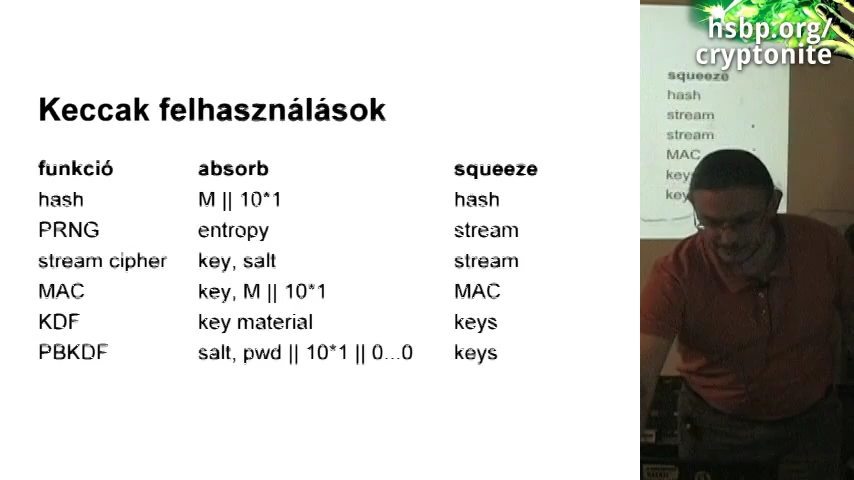 Keccak felhasználások
funkció absorb squeeze
hash M || 10*1 hash
PRNG entropy stream
stream cipher key, salt stream
MAC key, M || 10*1 MAC
KDF key material keys
PBKDF salt, pwd || 10*1 || 0...0 keys
hsbp.org/
cryptonite
squeeze
hash
stream
stream
MAC